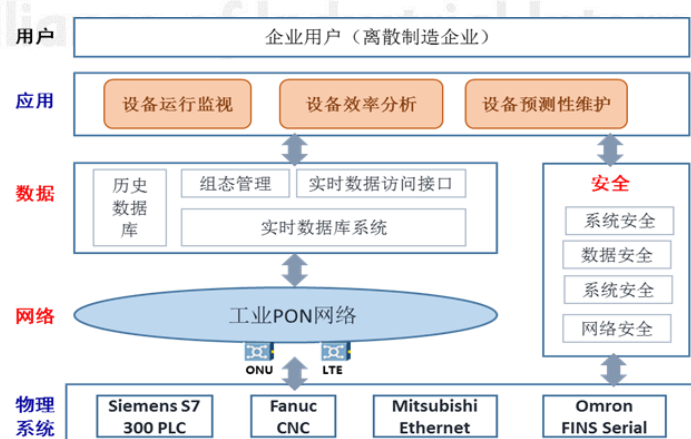 Alliance of Industrial Intern
用户
企业用户（离散制造企业）
应用
设备运行监视
设备效率分析
设备预测性维护
数据
历史
数据
库
组态管理
实时数据访问接口
实时数据库系统
安全
系统安全
数据安全
系统安全
网络安全
网络
工业PON网络
ONU
LTE
物理
系统
Siemens S7
300 PLC
Fanuc
CNC
Mitsubishi
Ethernet
Omron
FINS Serial